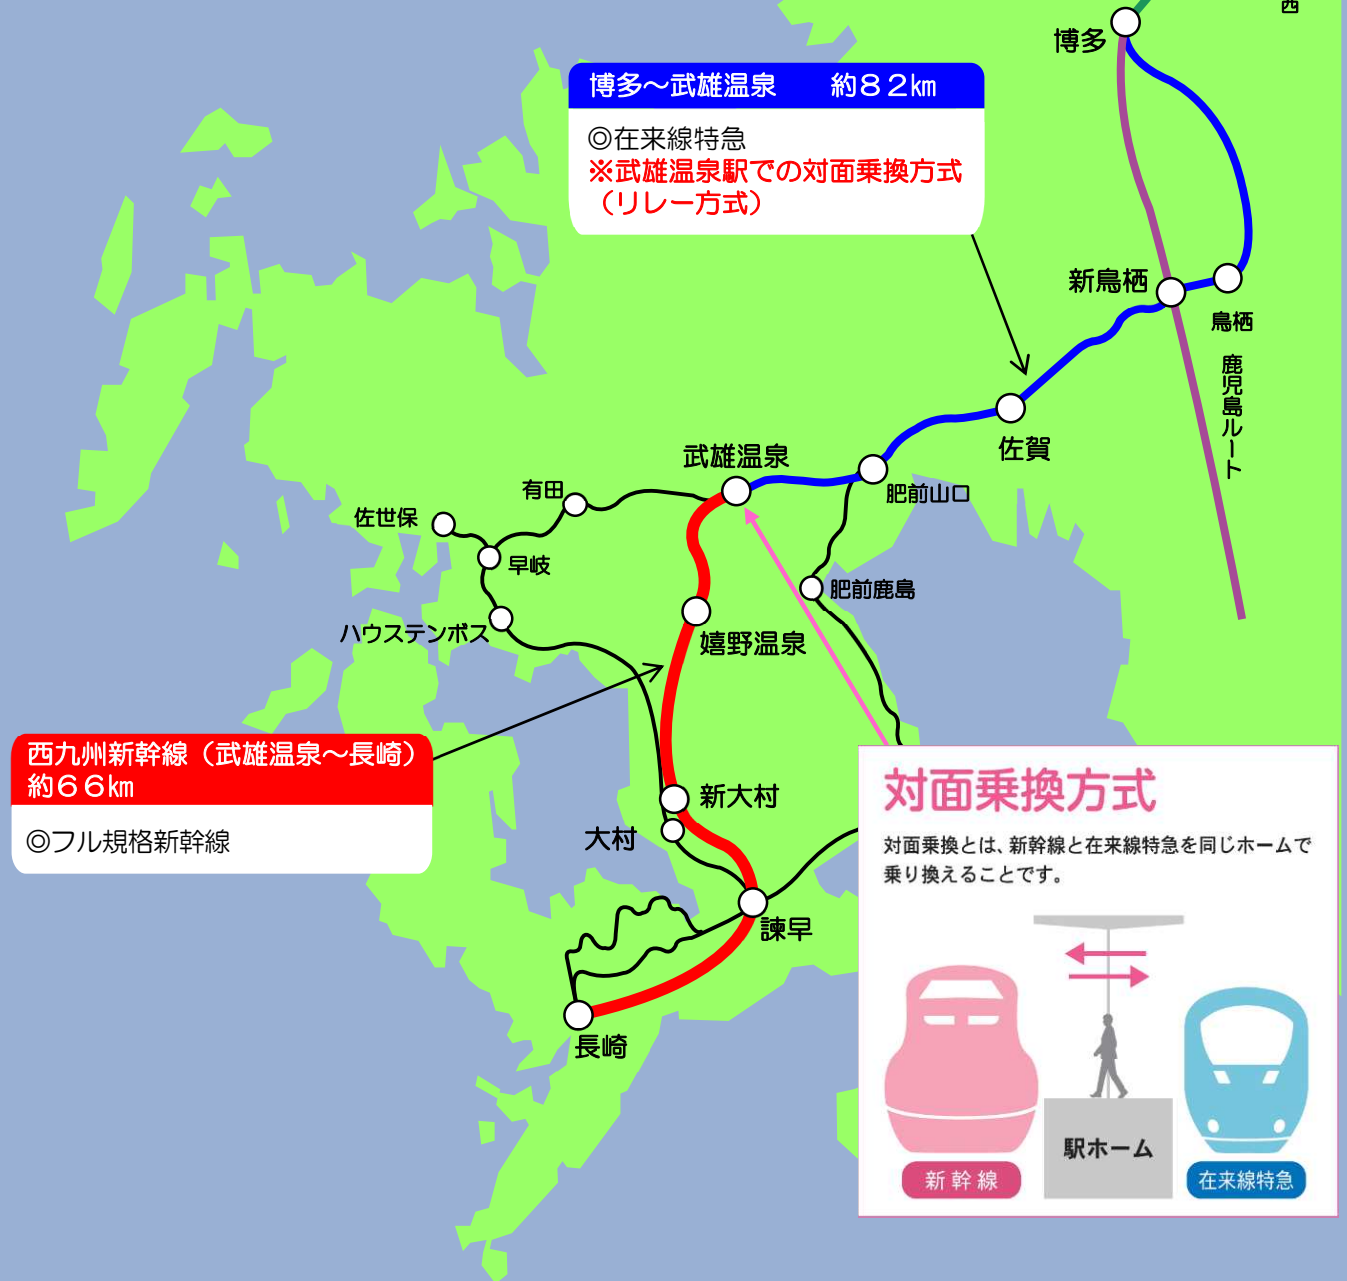 西
博多
博多～武雄温泉　　約８２㎞
◎在来線特急
※武雄温泉駅での対面乗換方式
（リレー方式）
新鳥栖
鳥栖
鹿児島ルート
佐賀
武雄温泉
肥前山口
有田
佐世保
早岐
肥前鹿島
ハウステンボス
嬉野温泉
西九州新幹線（武雄温泉～長崎）
約６６㎞
◎フル規格新幹線
新大村
大村
諫早
長崎
対面乗換方式
対面乗換とは、新幹線と在来線特急を同じホームで
乗り換えることです。
駅ホーム
新幹線
在来線特急